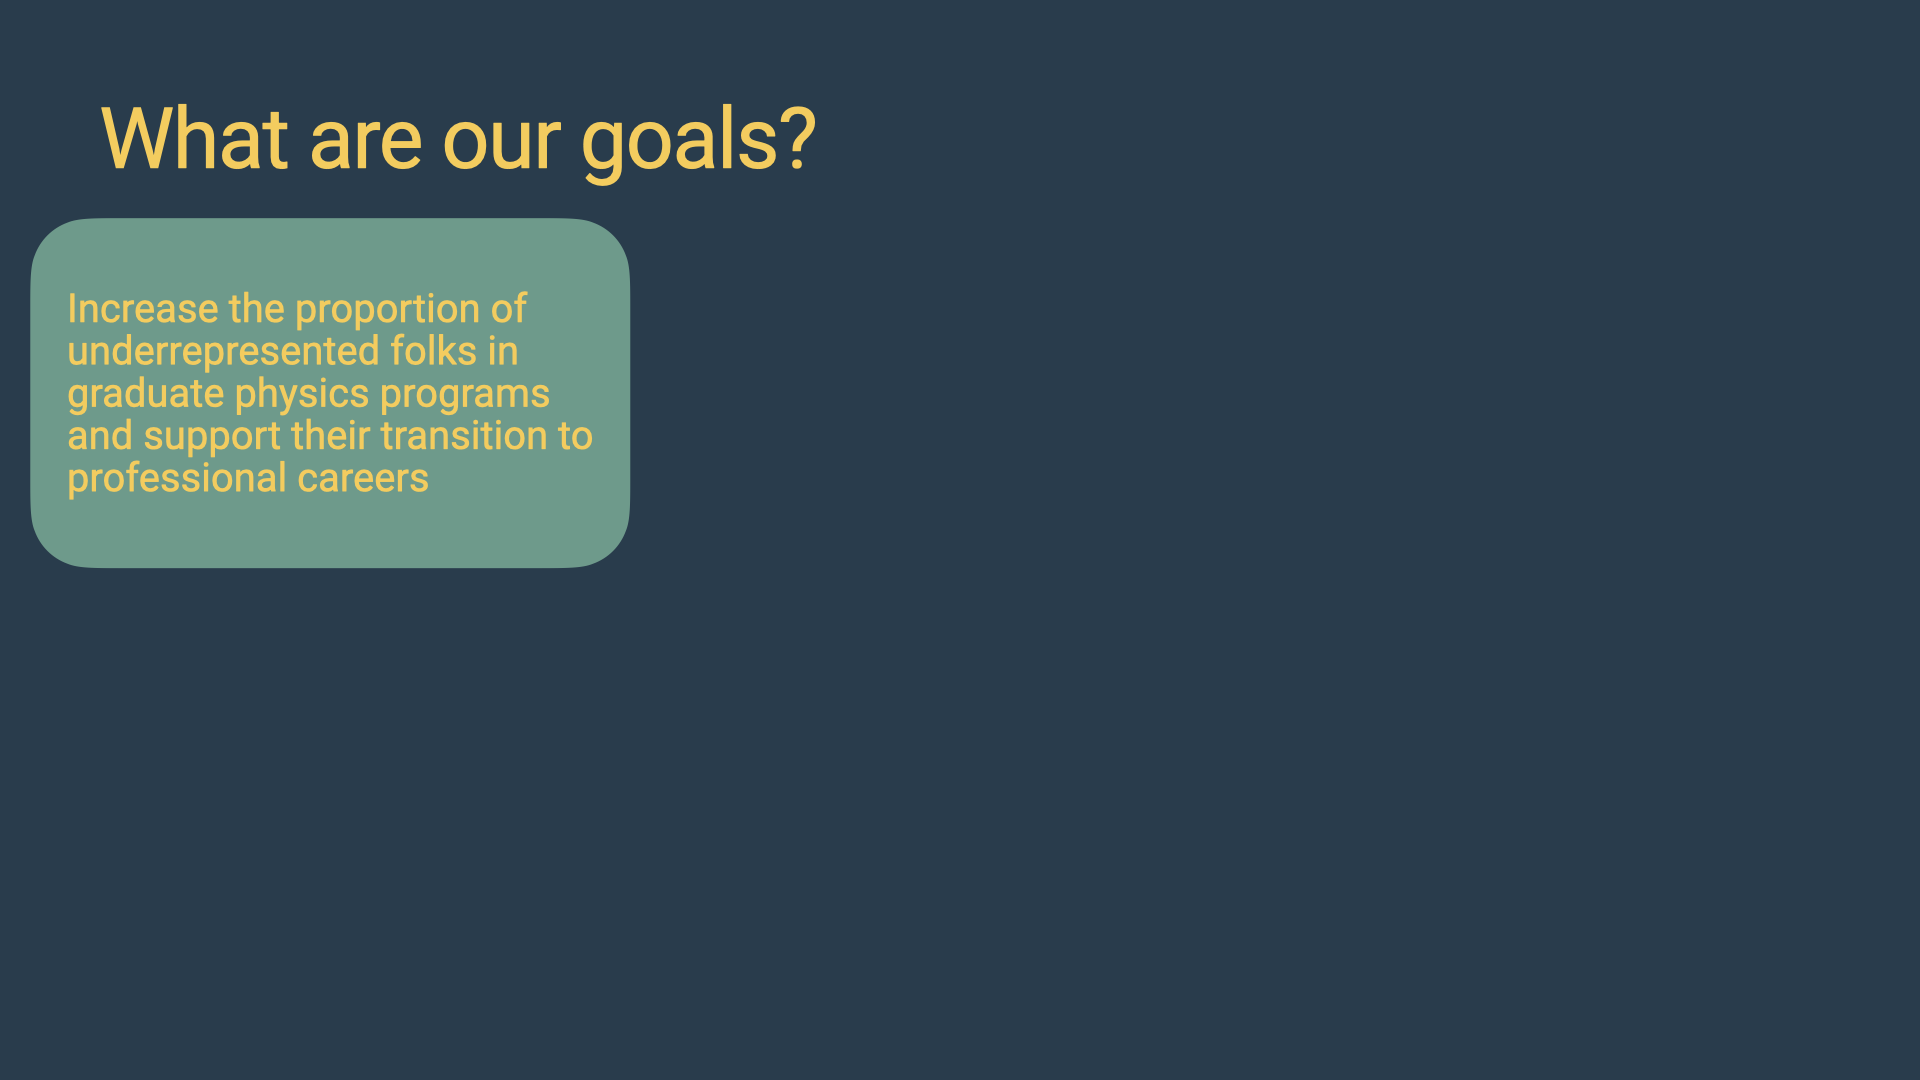 What are our goals?
Increase the proportion of
underrepresented folks in
graduate physics programs
and support their transition to
professional careers